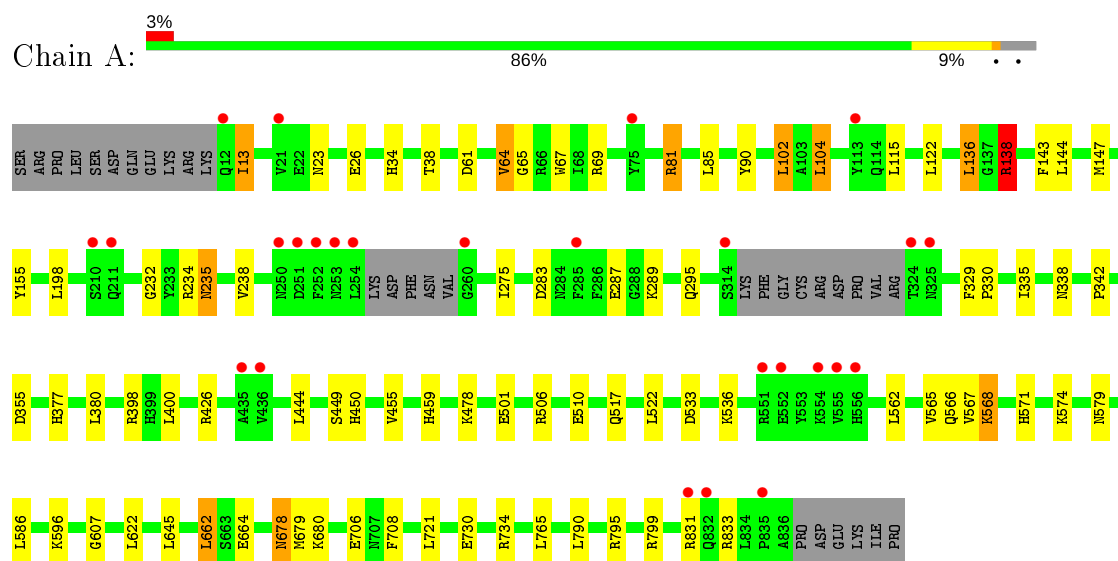 3%
Chain A:
86% 9% • •
SER ARG PRO LEU SER ASP GLN GLU LYS ARG LYS Q12 I13 V21 E22 N23 E26 H34 T38 D61 V64 G65 R66 W67 I68 R69 Y75 R81 L85 Y90 L102 A103 L104 Y113 Q114 L115 L122 L136 G137 R138 F143 L144 M147
Y155 L198 S210 Q211 G232 Y233 R234 N235 V238 N250 D251 F252 N253 L254 LYS ASP PHE ASN VAL G260 I275 D283 N284 F285 F286 E287 G288 K289 Q295 S314 LYS PHE GLY CYS ARG ASP PRO VAL ARG T324 N325 F329 P330 I335 N338 P342
D355 H377 L380 R398 H399 L400 R426 A435 V436 L444 S449 H450 V455 H459 K478 E501 R506 E510 Q517 L522 D533 K536 R551 E552 Y553 K554 V555 H556 L562 V565 Q566 V567 K568 H571 K574 N579
L586 K596 G607 L622 L645 L662 S663 E664 N678 M679 K680 E706 N707 F708 L721 E730 R734 L765 L790 R795 R799 R831 Q832 R833 L834 P835 A836 PRO ASP GLU LYS ILE PRO